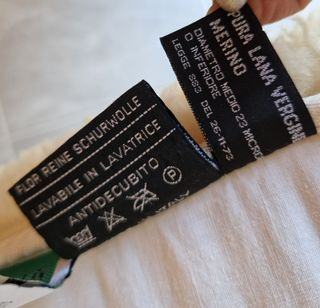 PURA LANA VERGINE
MERINO
DIAMETRO MEDIO 23 MICRON
O INFERIORE
LEGGE 883 DEL 26-11-73
FLOR REINE SCHURWOLLE
LAVABILE IN LAVATRICE
ANTIDECUBITO
P